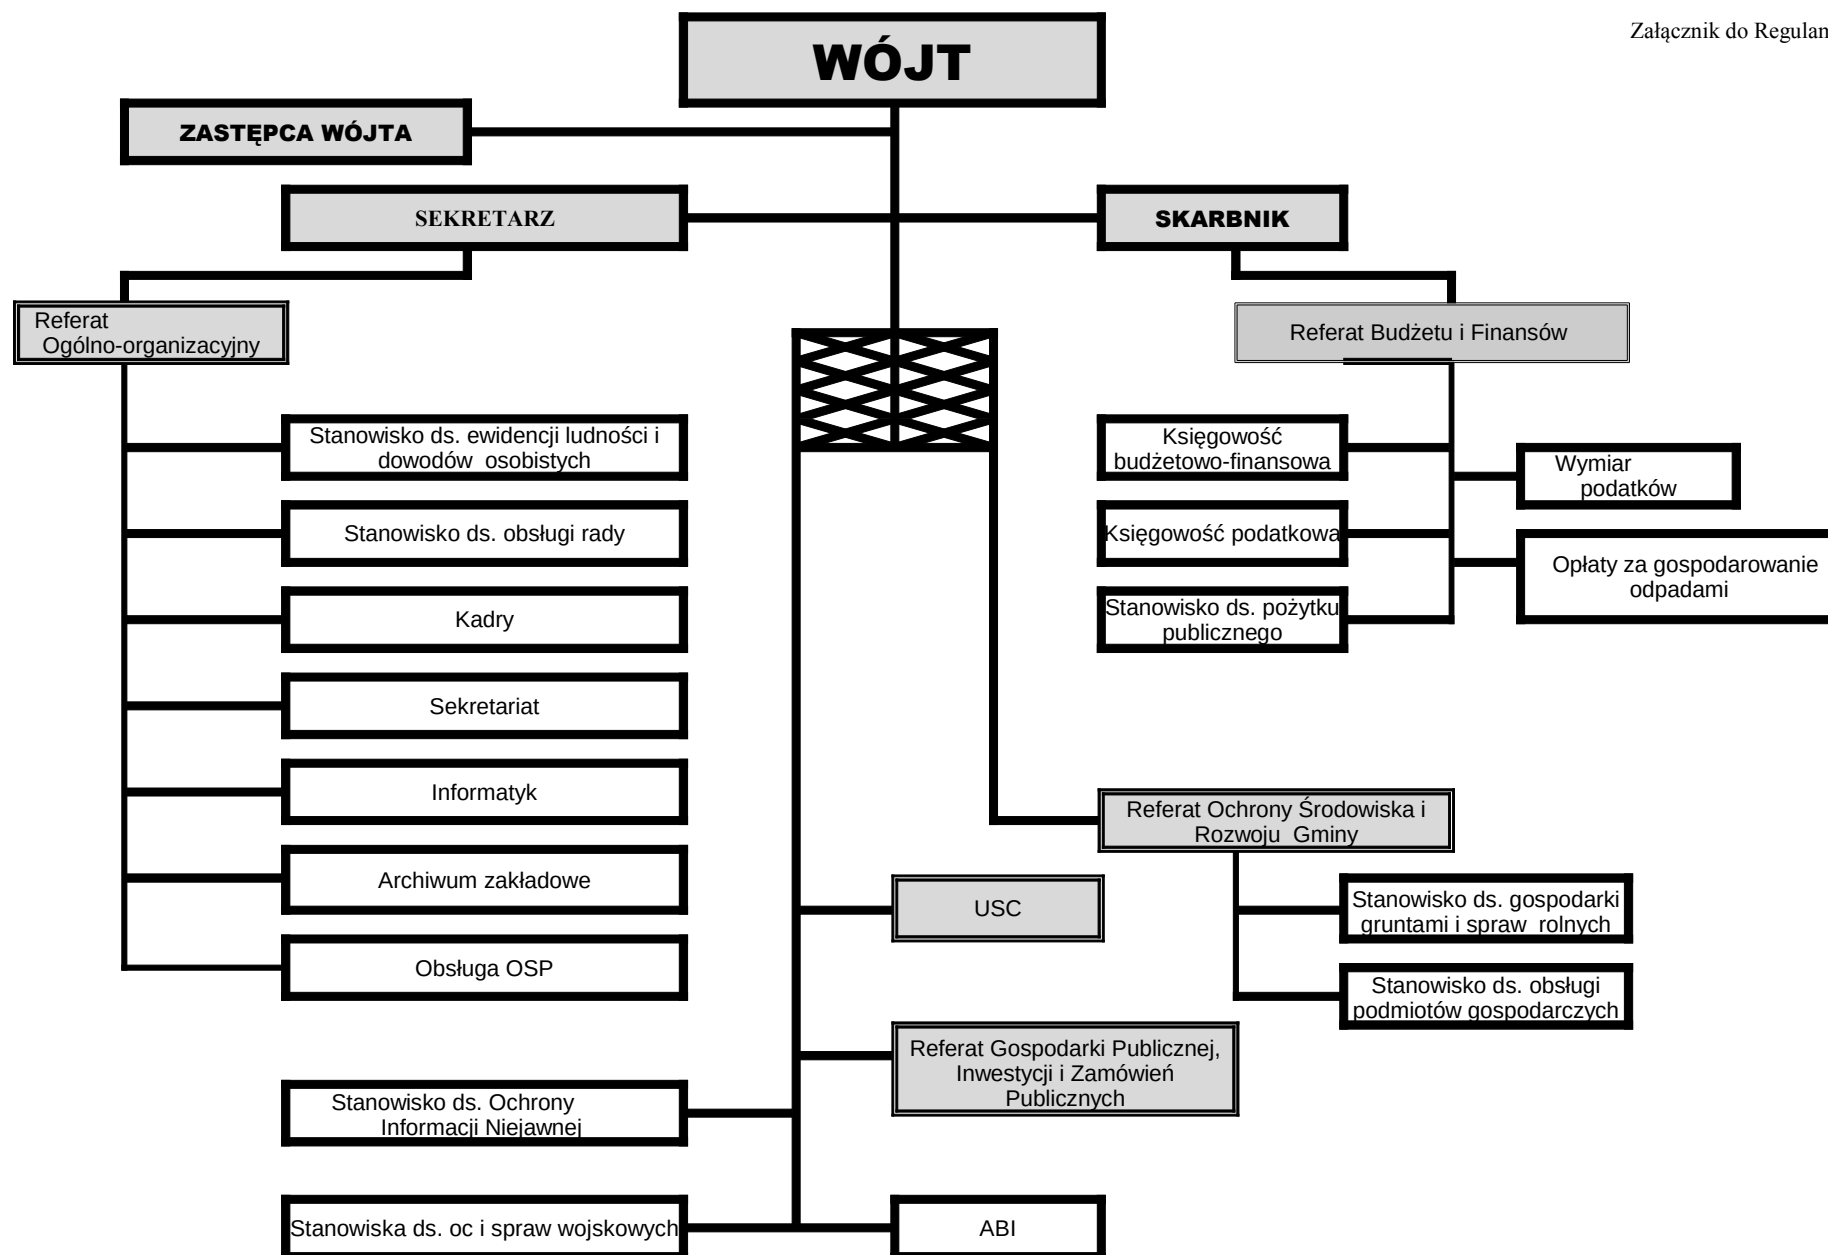 Załącznik do Regulan
WÓJT
ZASTĘPCA WÓJTA
SEKRETARZ
SKARBNIK
Referat
Ogólno-organizacyjny
Referat Budżetu i Finansów
Stanowisko ds. ewidencji ludności i
dowodów  osobistych
Księgowość
budżetowo-finansowa
Wymiar
podatków
Stanowisko ds. obsługi rady
Księgowość podatkowa
Opłaty za gospodarowanie
odpadami
Kadry
Stanowisko ds. pożytku
publicznego
Sekretariat
Informatyk
Referat Ochrony Środowiska i
Rozwoju  Gminy
Archiwum zakładowe
USC
Stanowisko ds. gospodarki
gruntami i spraw  rolnych
Obsługa OSP
Stanowisko ds. obsługi
podmiotów gospodarczych
Referat Gospodarki Publicznej,
Inwestycji i Zamówień
Publicznych
Stanowisko ds. Ochrony
Informacji Niejawnej
Stanowiska ds. oc i spraw wojskowych
ABI